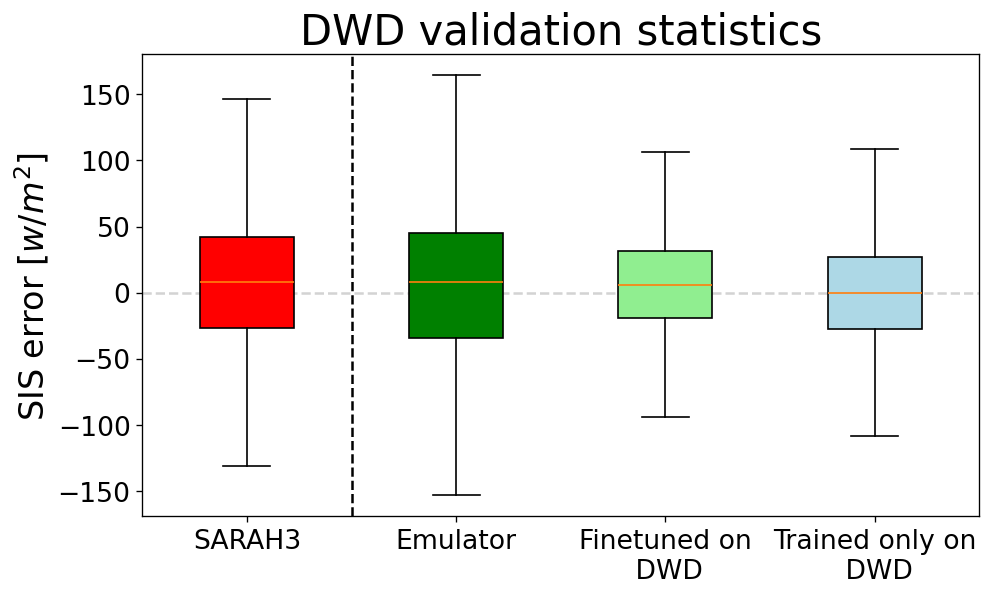 DWD validation statistics
SIS error [w/m²]
150
100
50
0
−50
−100
−150
SARAH3
Emulator
Finetuned on
DWD
Trained only on
DWD